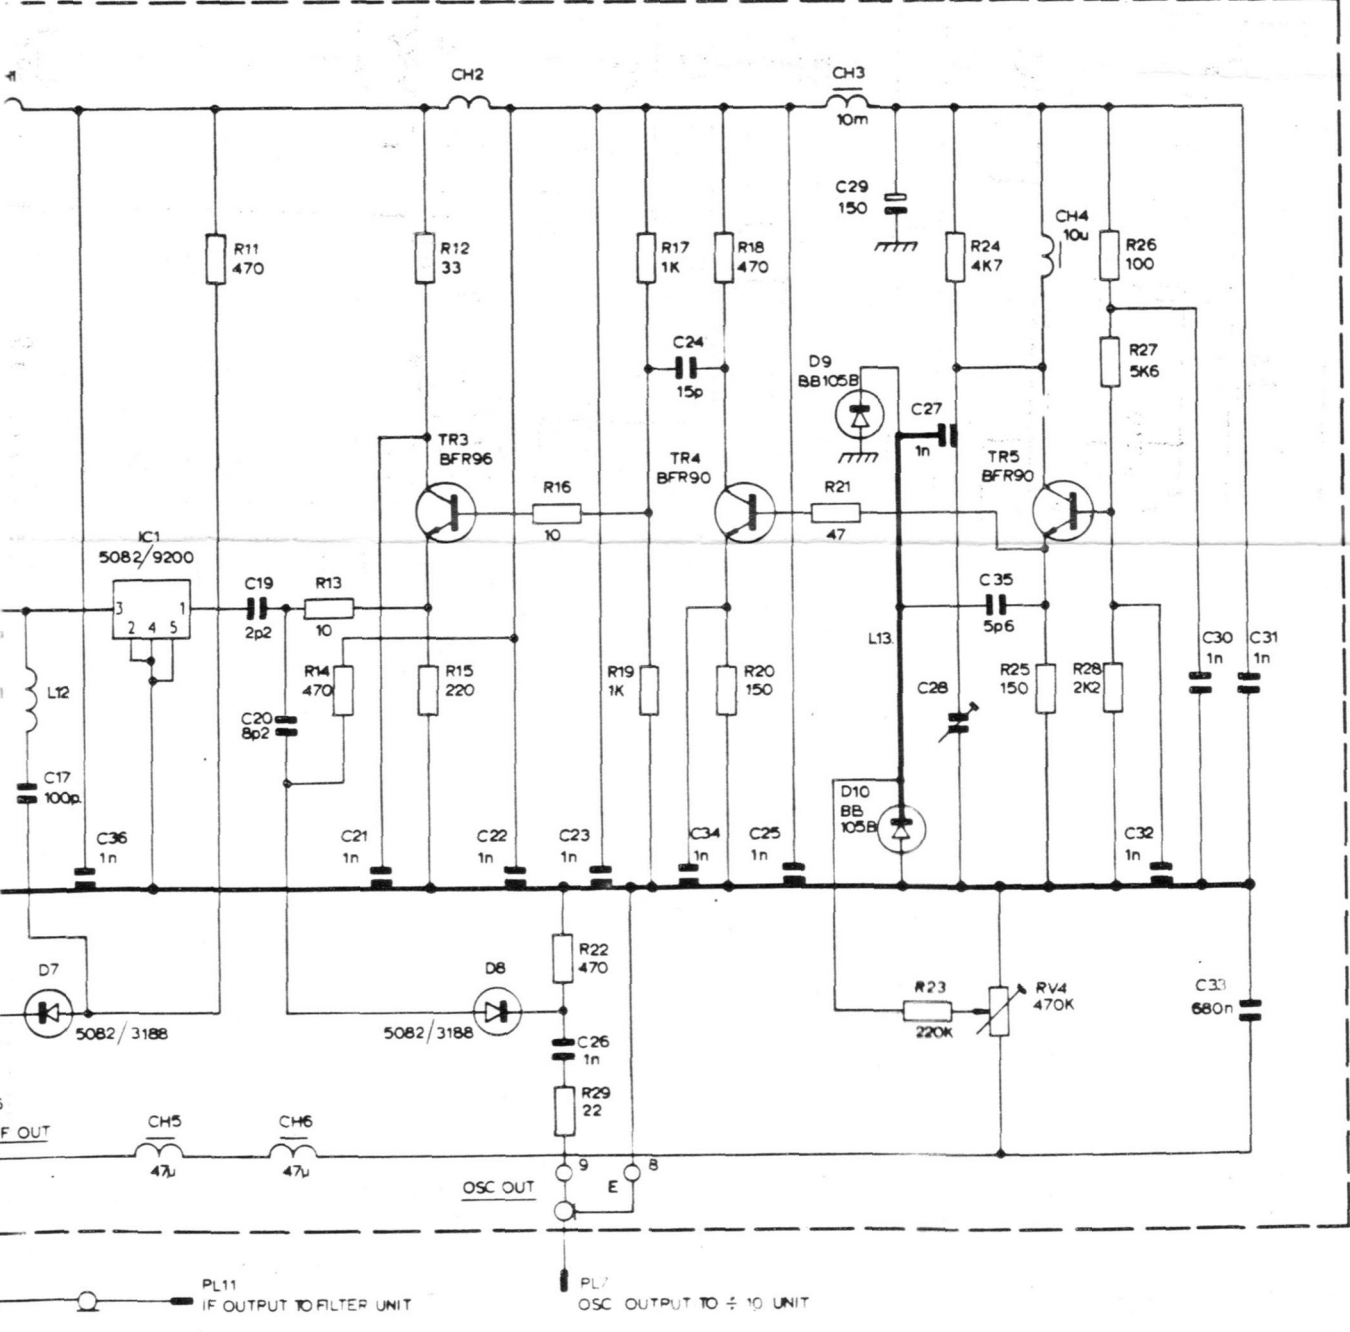 CH2
CH3
10m
C29
150
CH4
10u
R11
470
R12
33
R17
1K
R18
470
R24
4K7
R26
100
C24
15p
D9
BB105B
R27
5K6
C27
1n
TR3
BFR96
TR4
BFR90
TR5
BFR90
R16
10
R21
47
IC1
5082/9200
3
1
2
4
5
C19
2p2
R13
10
C35
5p6
L13
L12
R14
470
R15
220
R19
1K
R20
150
C28
R25
150
R28
2K2
C30
1n
C31
1n
C20
8p2
C17
100p
D10
BB
105B
C36
1n
C21
1n
C22
1n
C23
1n
C34
1n
C25
1n
C32
1n
D7
5082/3188
D8
5082/3188
R22
470
C26
1n
R29
22
R23
220K
RV4
470K
C33
680n
F OUT
CH5
47µ
CH6
47µ
9
8
OSC OUT
E
PL11
IF OUTPUT TO FILTER UNIT
PL7
OSC OUTPUT TO ÷ 10 UNIT